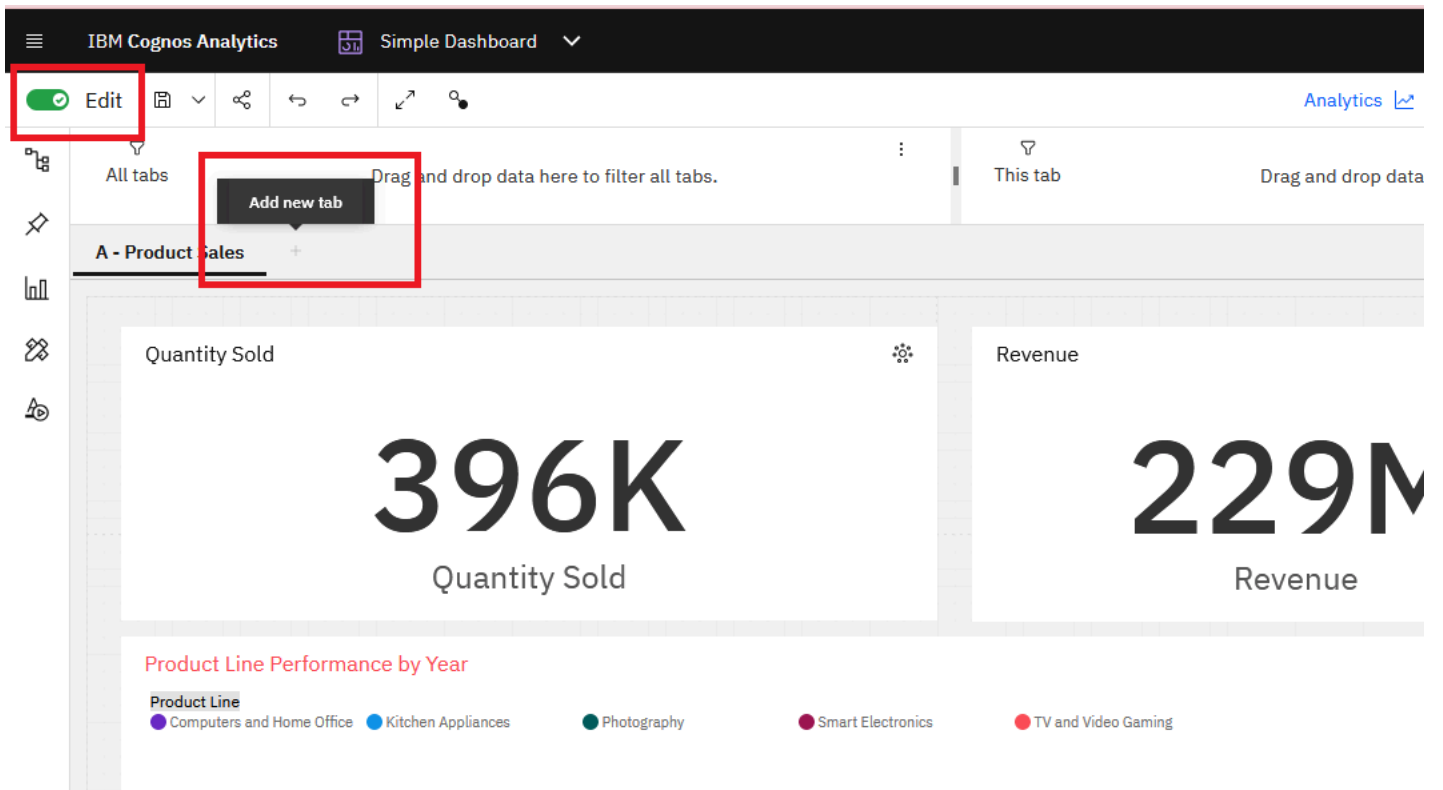 IBM Cognos Analytics Simple Dashboard
Edit Analytics
All tabs Drag and drop data here to filter all tabs. This tab Drag and drop data
Add new tab
A - Product Sales +
Quantity Sold Revenue
396K 229M
Quantity Sold Revenue
Product Line Performance by Year
Product Line
Computers and Home Office Kitchen Appliances Photography Smart Electronics TV and Video Gaming